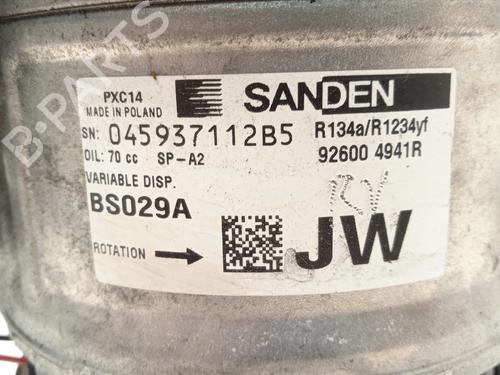 PXC14
MADE IN POLAND
SANDEN
SN: 045937112B5
R134a/R1234yf
OIL: 70 cc SP-A2
92600 4941R
VARIABLE DISP.
BS029A
ROTATION
JW
B-PARTS